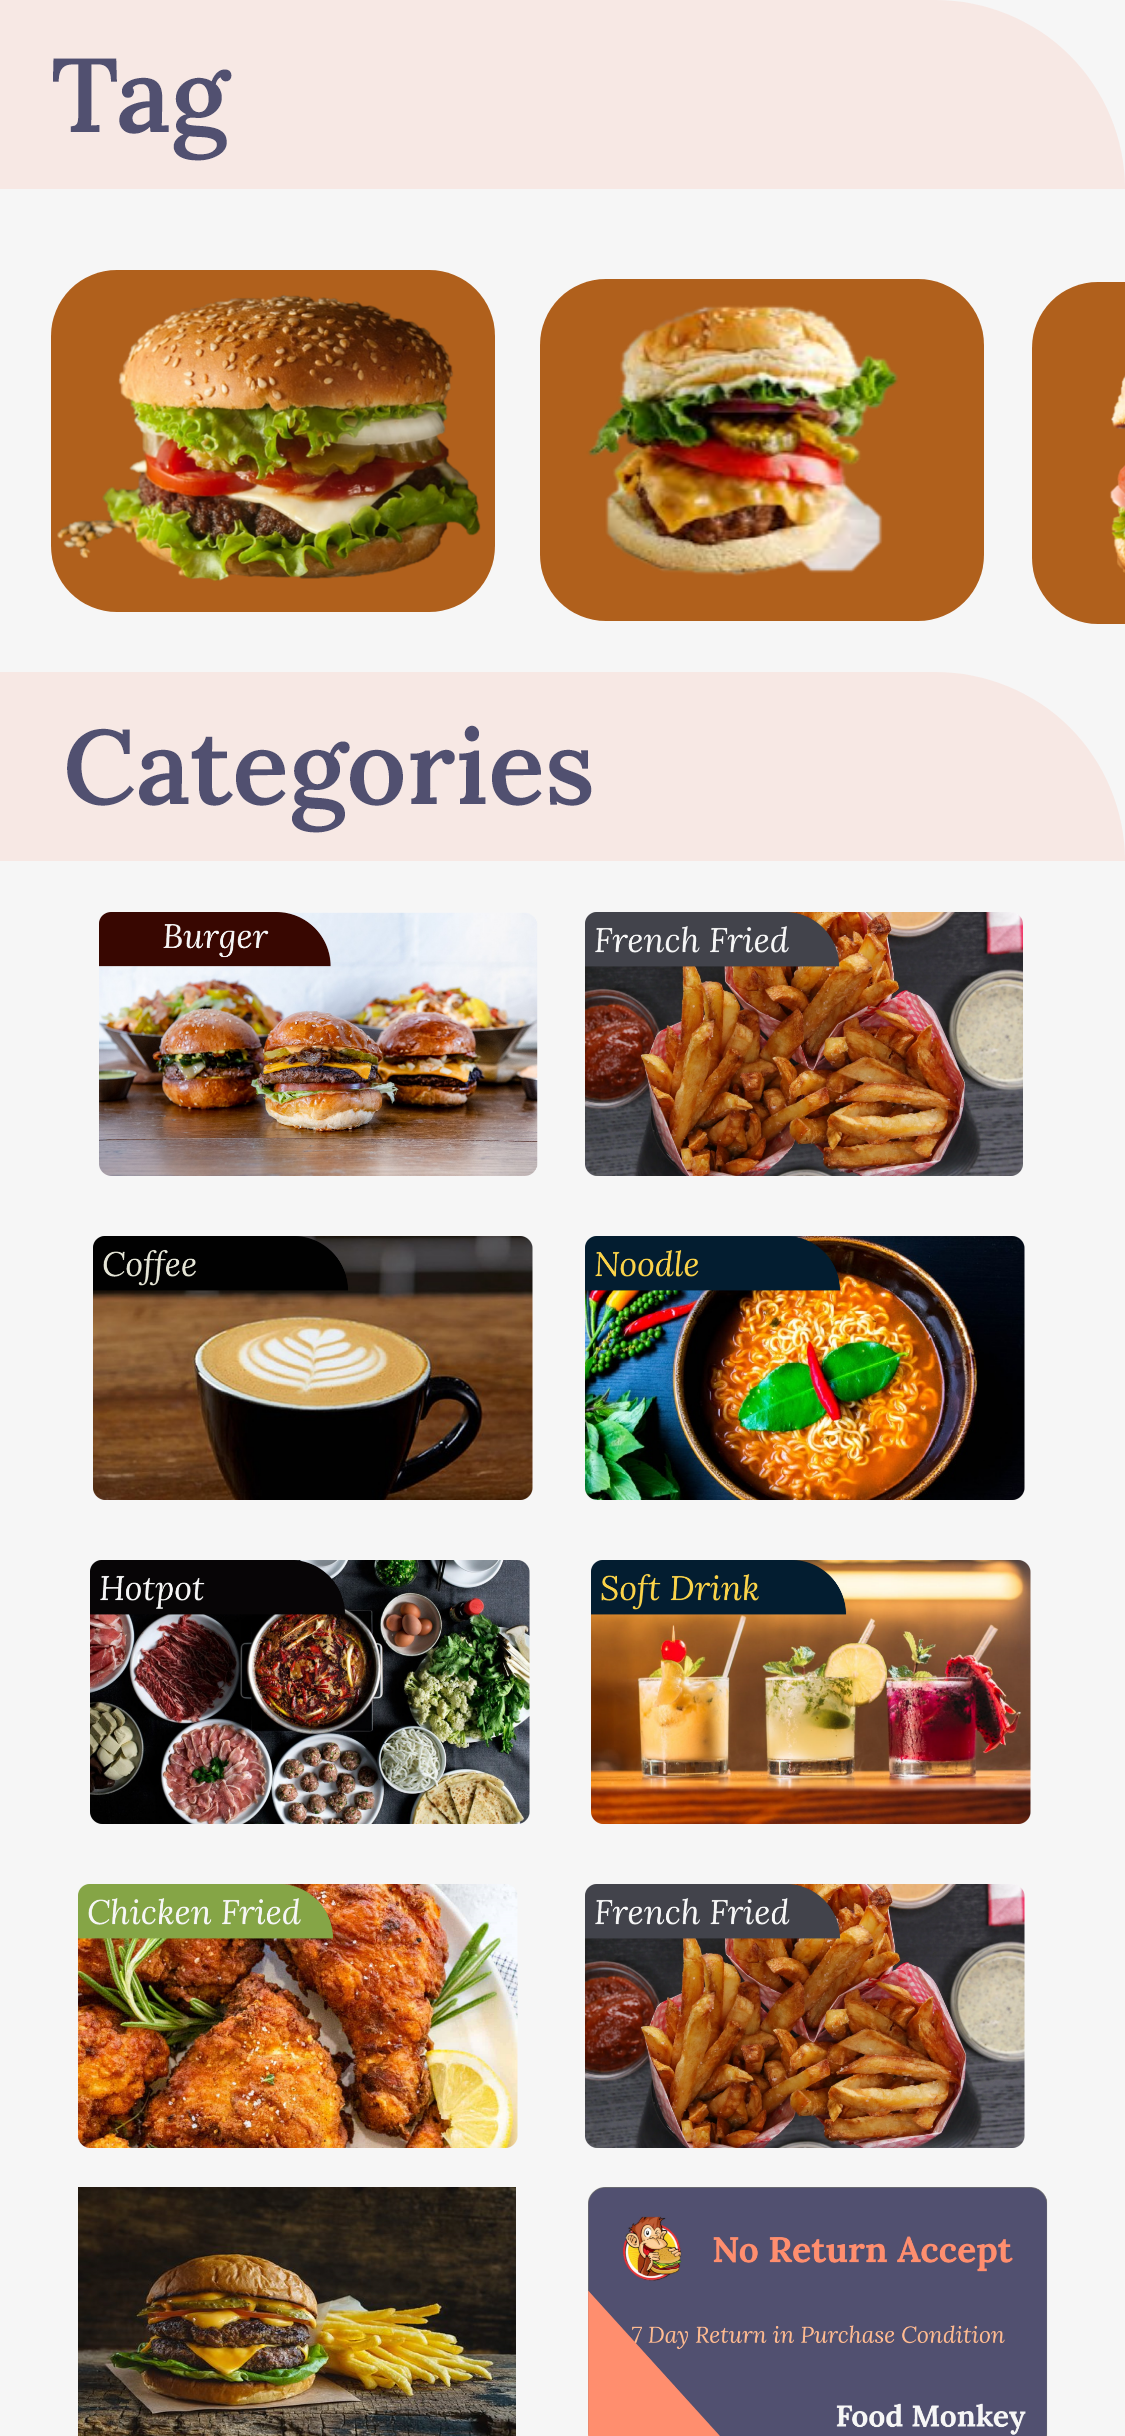 Tag
Categories
Burger
French Fried
Coffee
Noodle
Hotpot
Soft Drink
Chicken Fried
French Fried
No Return Accept
7 Day Return in Purchase Condition
Food Monkey